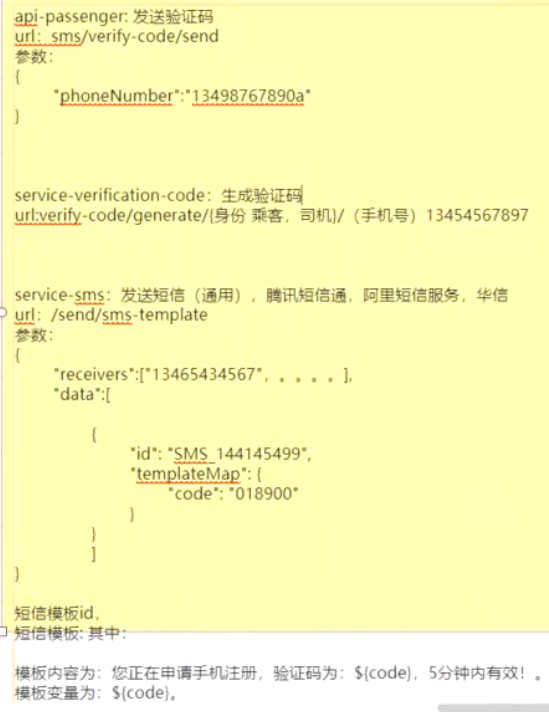 api-passenger: 发送验证码
url：sms/verify-code/send
参数：
{
"phoneNumber":"13498767890a"
}
service-verification-code：生成验证码
url:verify-code/generate/{身份 乘客，司机}/（手机号）13454567897
service-sms：发送短信（通用），腾讯短信通，阿里短信服务，华信
url：/send/sms-template
参数：
{
"receivers":["13465434567"，。。。。],
"data":[
{
"id": "SMS_144145499",
"templateMap": {
"code": "018900"
}
}
]
}
短信模板id，
短信模板: 其中：
模板内容为：您正在申请手机注册，验证码为：${code}，5分钟内有效！。
模板变量为：${code}。